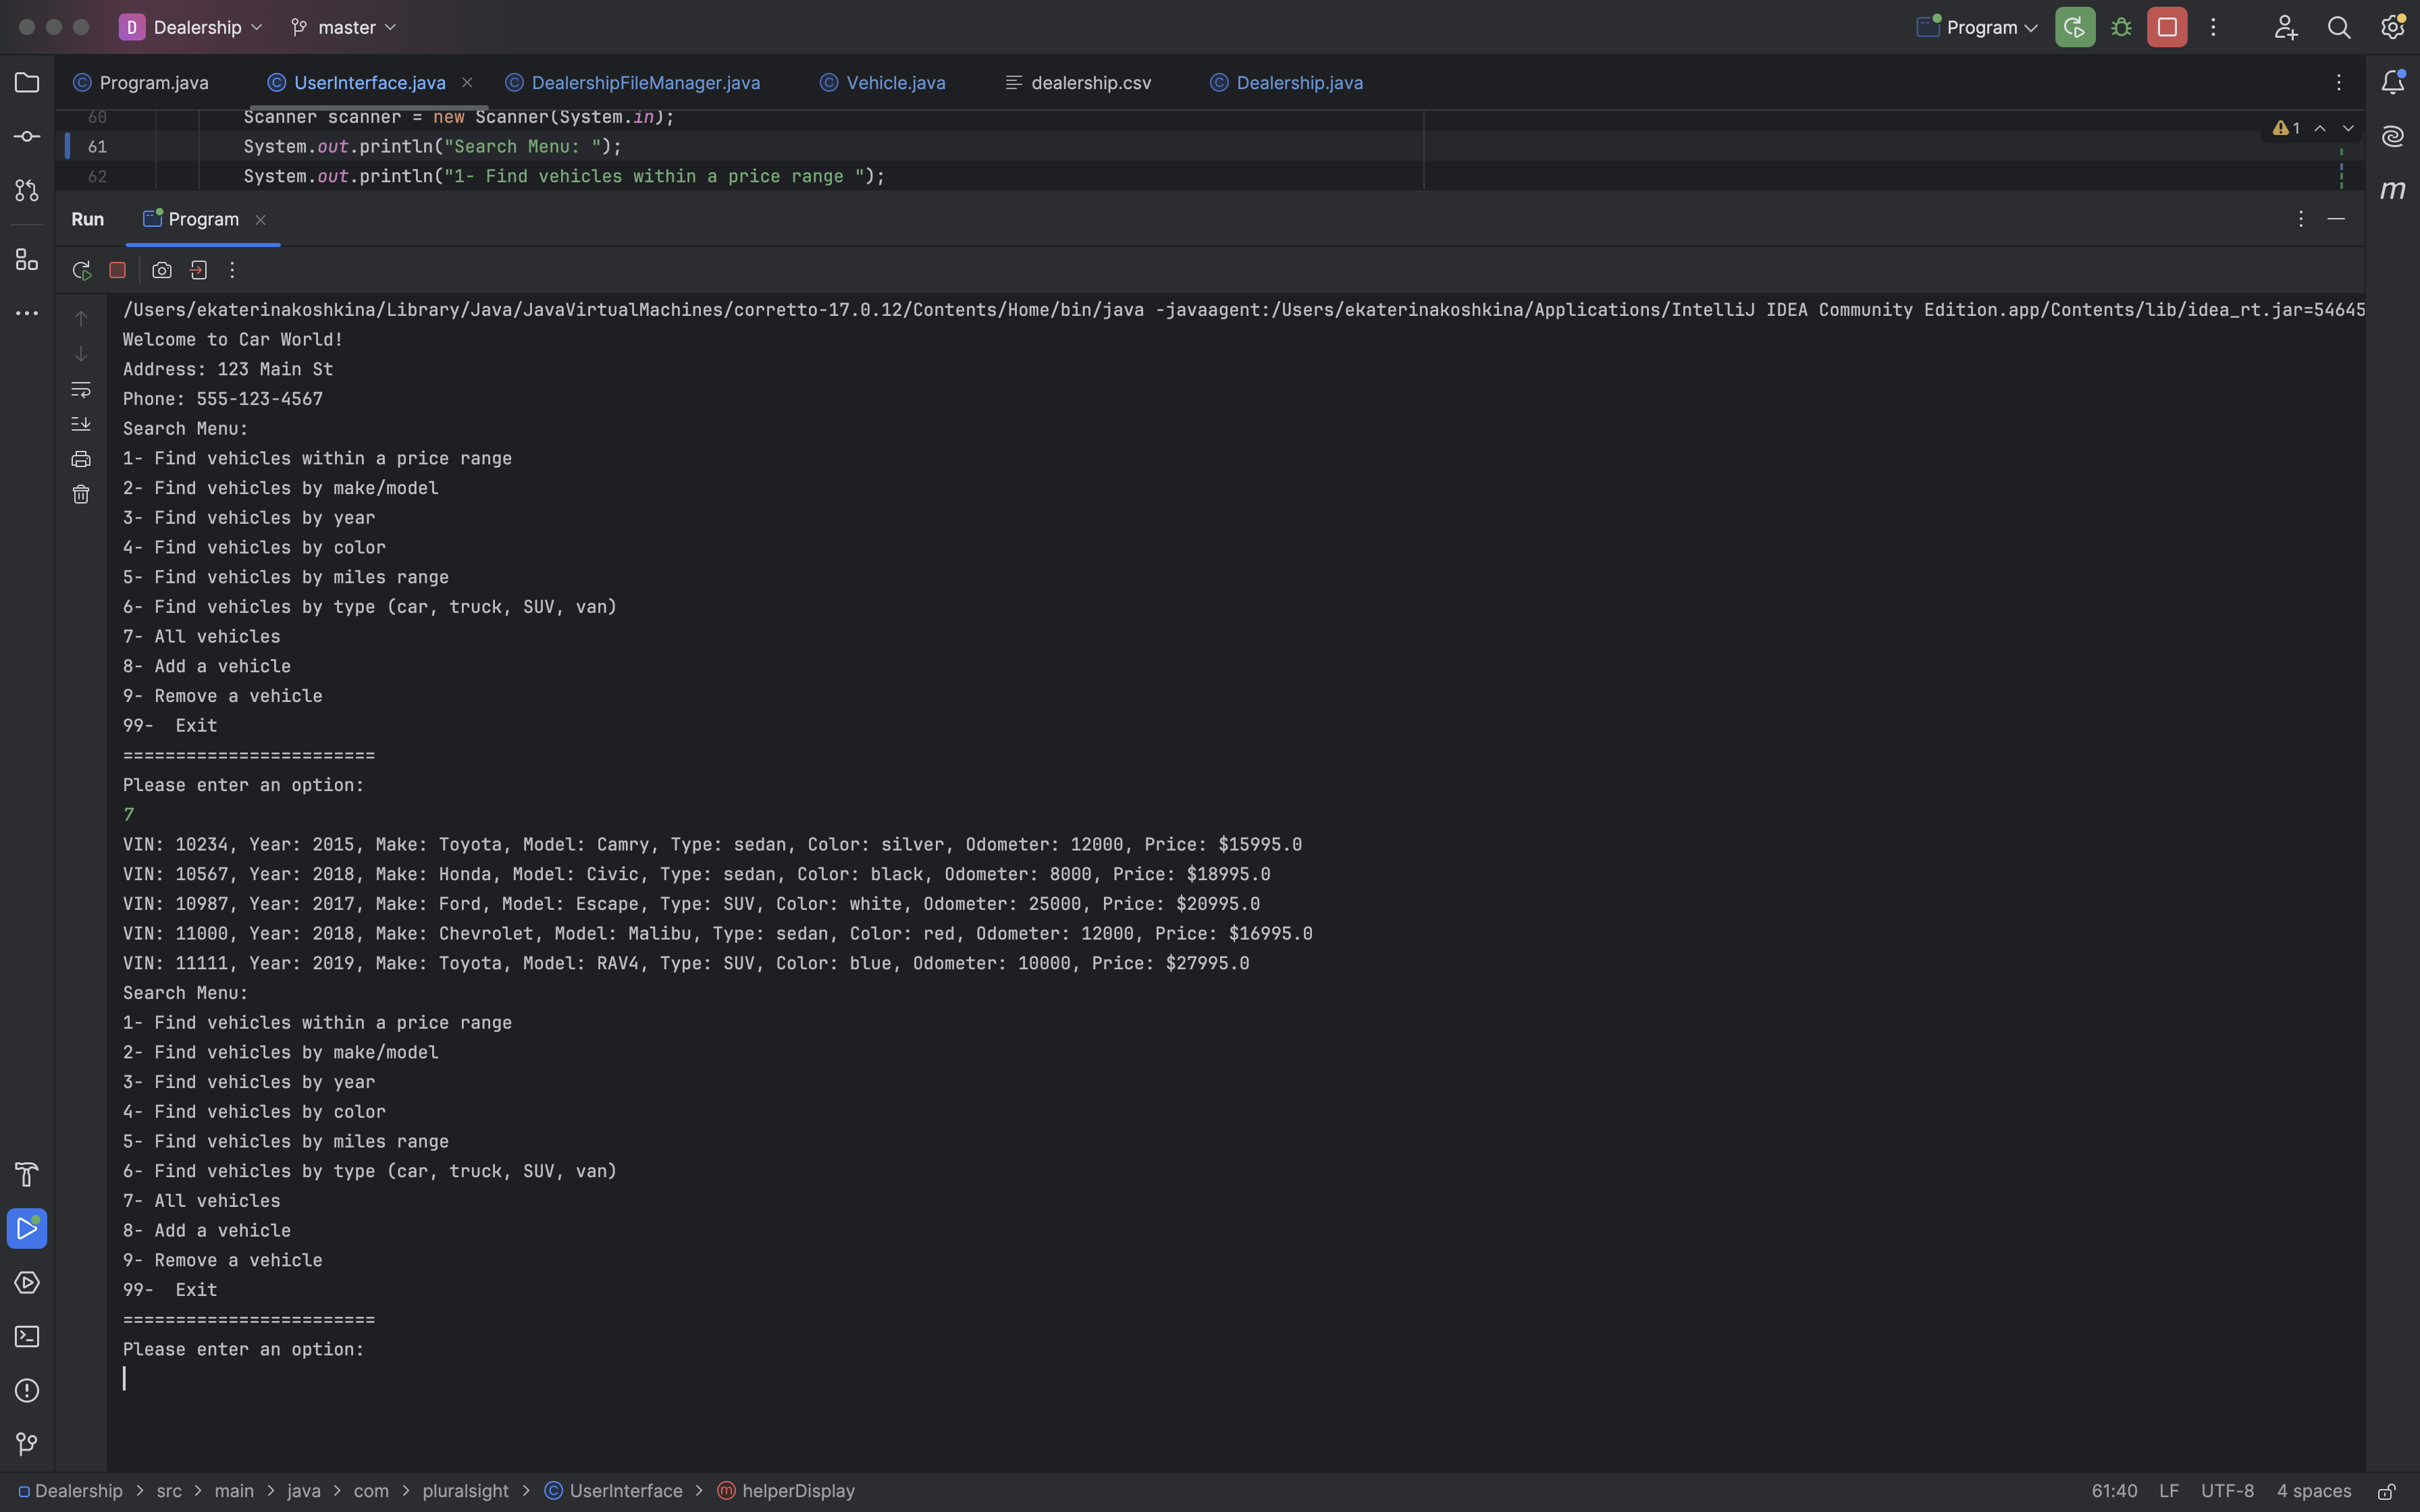 D Dealership master Program
Program.java UserInterface.java DealershipFileManager.java Vehicle.java dealership.csv Dealership.java
60 Scanner scanner = new Scanner(System.in);
1
61 System.out.println("Search Menu: ");
62 System.out.println("1- Find vehicles within a price range ");
Run Program
/Users/ekaterinakoshkina/Library/Java/JavaVirtualMachines/corretto-17.0.12/Contents/Home/bin/java -javaagent:/Users/ekaterinakoshkina/Applications/IntelliJ IDEA Community Edition.app/Contents/lib/idea_rt.jar=54645
Welcome to Car World!
Address: 123 Main St
Phone: 555-123-4567
Search Menu:
1- Find vehicles within a price range
2- Find vehicles by make/model
3- Find vehicles by year
4- Find vehicles by color
5- Find vehicles by miles range
6- Find vehicles by type (car, truck, SUV, van)
7- All vehicles
8- Add a vehicle
9- Remove a vehicle
99-  Exit
========================
Please enter an option:
7
VIN: 10234, Year: 2015, Make: Toyota, Model: Camry, Type: sedan, Color: silver, Odometer: 12000, Price: $15995.0
VIN: 10567, Year: 2018, Make: Honda, Model: Civic, Type: sedan, Color: black, Odometer: 8000, Price: $18995.0
VIN: 10987, Year: 2017, Make: Ford, Model: Escape, Type: SUV, Color: white, Odometer: 25000, Price: $20995.0
VIN: 11000, Year: 2018, Make: Chevrolet, Model: Malibu, Type: sedan, Color: red, Odometer: 12000, Price: $16995.0
VIN: 11111, Year: 2019, Make: Toyota, Model: RAV4, Type: SUV, Color: blue, Odometer: 10000, Price: $27995.0
Search Menu:
1- Find vehicles within a price range
2- Find vehicles by make/model
3- Find vehicles by year
4- Find vehicles by color
5- Find vehicles by miles range
6- Find vehicles by type (car, truck, SUV, van)
7- All vehicles
8- Add a vehicle
9- Remove a vehicle
99-  Exit
========================
Please enter an option:
Dealership > src > main > java > com > pluralsight > UserInterface > helperDisplay 61:40 LF UTF-8 4 spaces